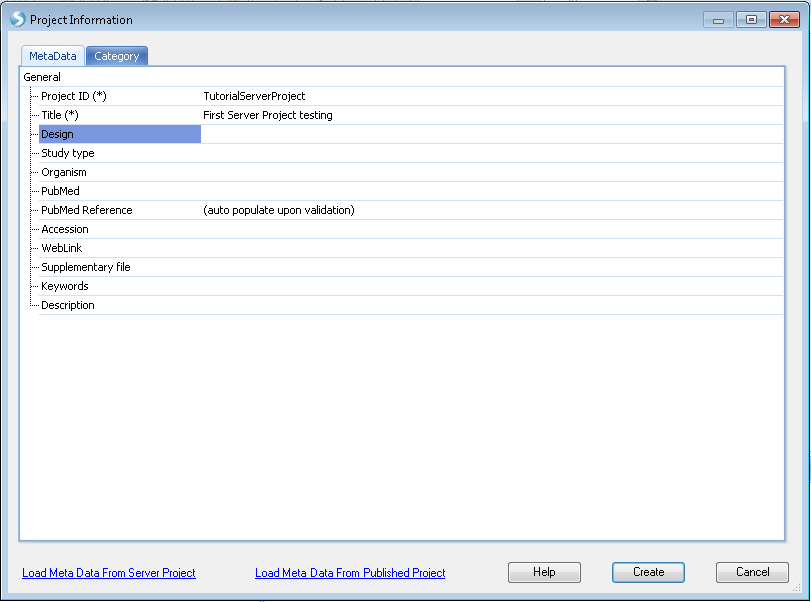 Project Information
MetaData Category
General
Project ID (*) TutorialServerProject
Title (*) First Server Project testing
Design
Study type
Organism
PubMed
PubMed Reference (auto populate upon validation)
Accession
WebLink
Supplementary file
Keywords
Description
Load Meta Data From Server Project Load Meta Data From Published Project Help Create Cancel